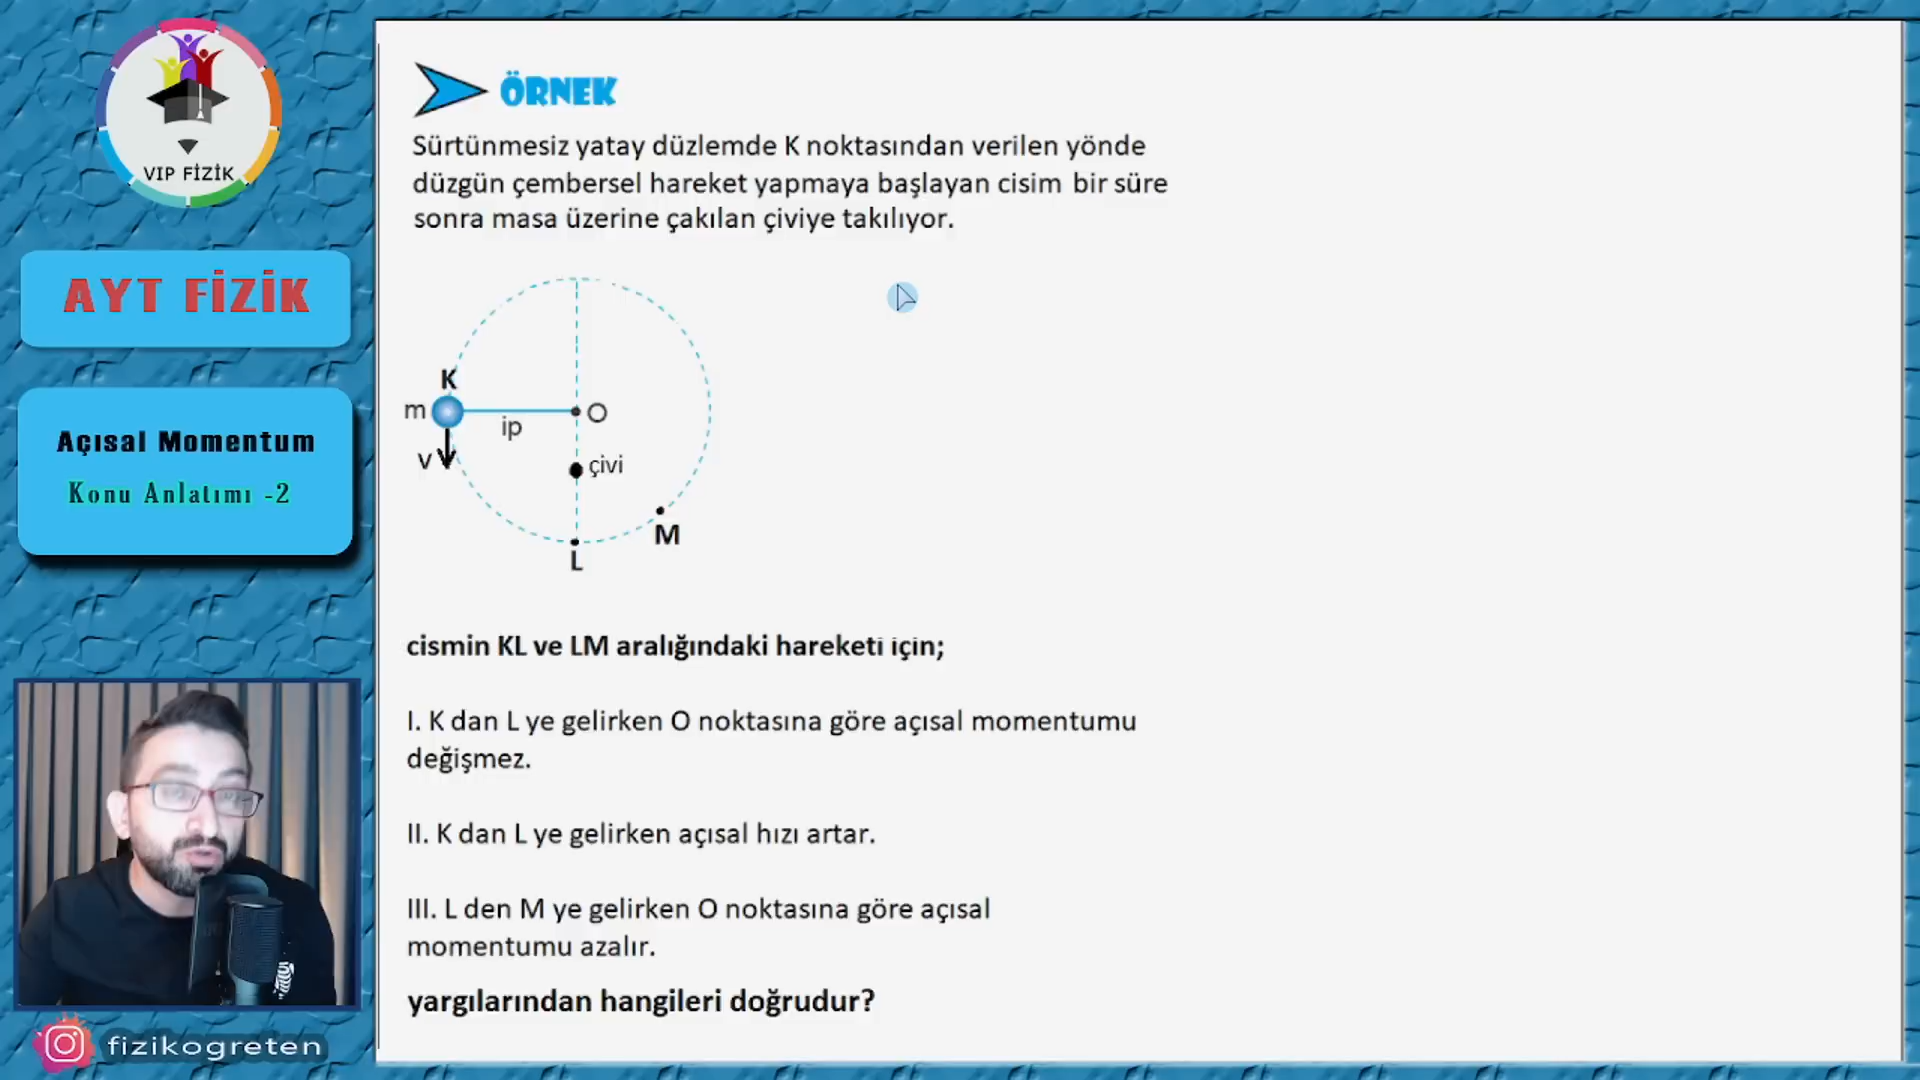 VIP FİZİK
AYT FİZİK
Açısal Momentum
Konu Anlatımı -2
fizikogreten
ÖRNEK
Sürtünmesiz yatay düzlemde K noktasından verilen yönde
düzgün çembersel hareket yapmaya başlayan cisim bir süre
sonra masa üzerine çakılan çiviye takılıyor.
K
m
O
ip
v
çivi
M
L
cismin KL ve LM aralığındaki hareketi için;
I. K dan L ye gelirken O noktasına göre açısal momentumu
değişmez.
II. K dan L ye gelirken açısal hızı artar.
III. L den M ye gelirken O noktasına göre açısal
momentumu azalır.
yargılarından hangileri doğrudur?